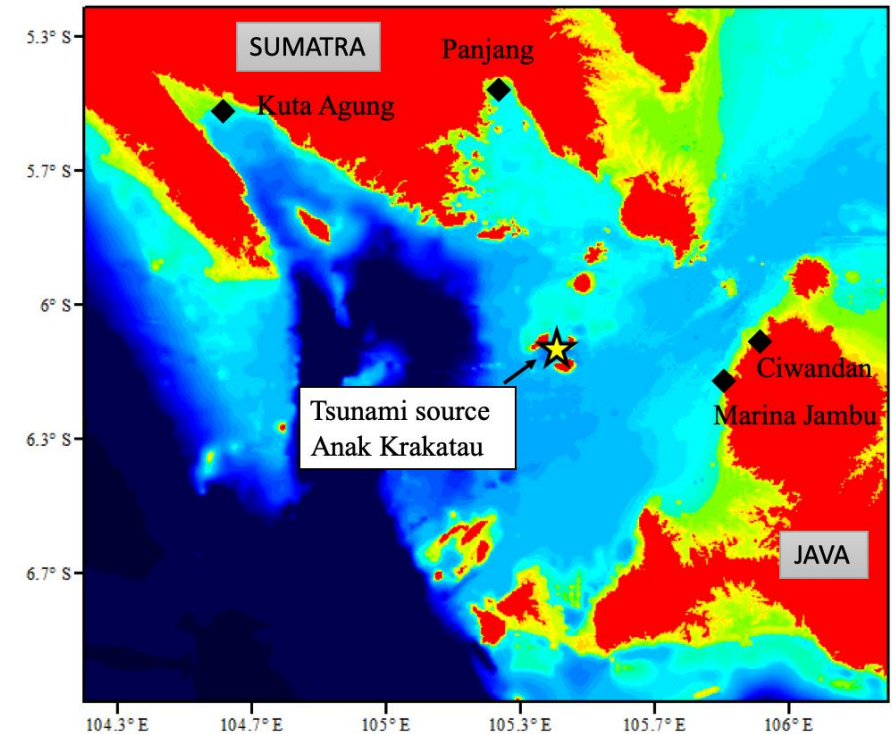 5.3° S
SUMATRA
Panjang
Kuta Agung
5.7° S
6° S
Ciwandan
Marina Jambu
Tsunami source
Anak Krakatau
6.3° S
JAVA
6.7° S
104.3° E
104.7° E
105° E
105.3° E
105.7° E
106° E